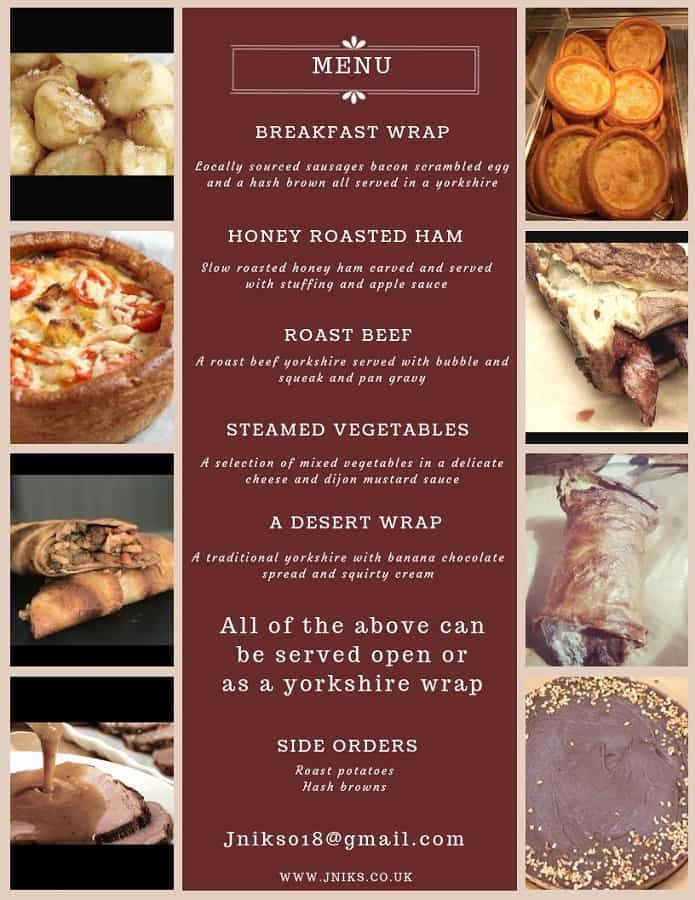 MENU
BREAKFAST WRAP
Locally sourced sausages bacon scrambled egg
and a hash brown all served in a yorkshire
HONEY ROASTED HAM
Slow roasted honey ham carved and served
with stuffing and apple sauce
ROAST BEEF
A roast beef yorkshire served with bubble and
squeak and pan gravy
STEAMED VEGETABLES
A selection of mixed vegetables in a delicate
cheese and dijon mustard sauce
A DESERT WRAP
A traditional yorkshire with banana chocolate
spread and squirty cream
All of the above can
be served open or
as a yorkshire wrap
SIDE ORDERS
Roast potatoes
Hash browns
Jniks018@gmail.com
WWW.JNIKS.CO.UK